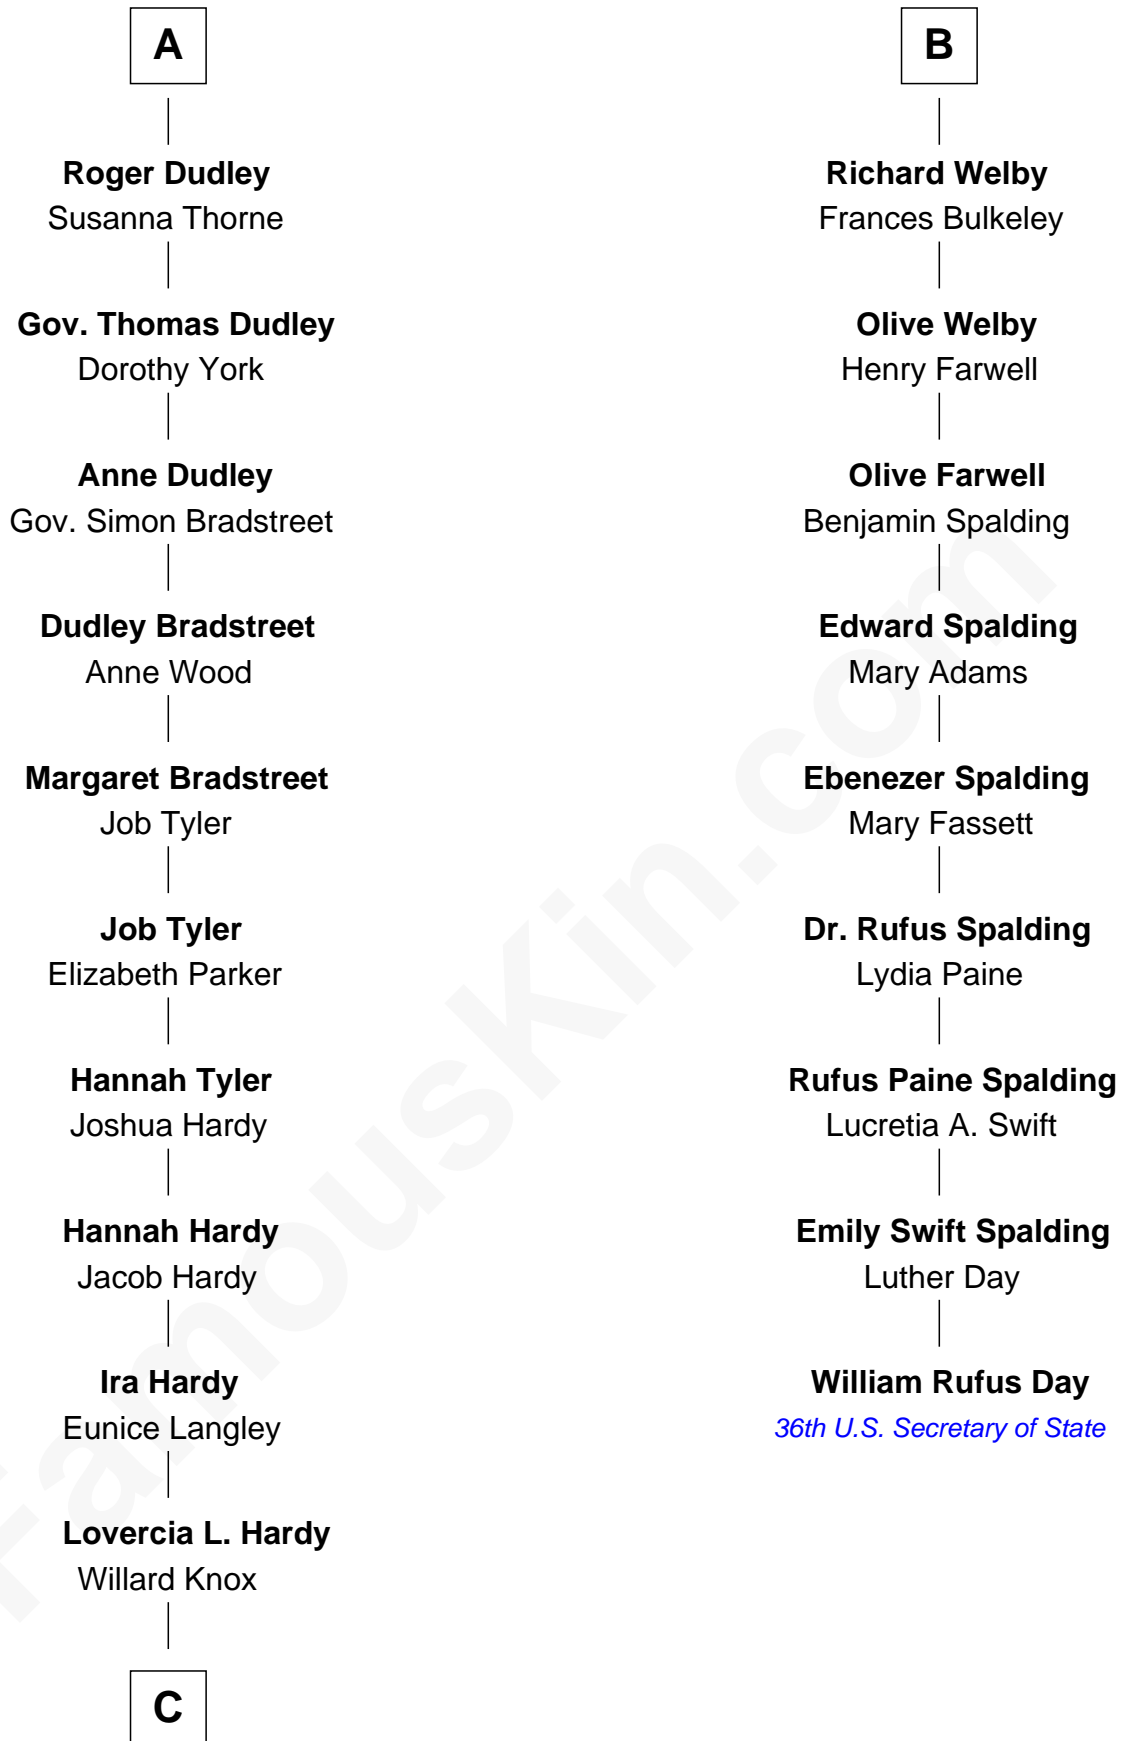 A
Roger Dudley
Susanna Thorne
Gov. Thomas Dudley
Dorothy York
Anne Dudley
Gov. Simon Bradstreet
Dudley Bradstreet
Anne Wood
Margaret Bradstreet
Job Tyler
Job Tyler
Elizabeth Parker
Hannah Tyler
Joshua Hardy
Hannah Hardy
Jacob Hardy
Ira Hardy
Eunice Langley
Lovercia L. Hardy
Willard Knox
C
B
Richard Welby
Frances Bulkeley
Olive Welby
Henry Farwell
Olive Farwell
Benjamin Spalding
Edward Spalding
Mary Adams
Ebenezer Spalding
Mary Fassett
Dr. Rufus Spalding
Lydia Paine
Rufus Paine Spalding
Lucretia A. Swift
Emily Swift Spalding
Luther Day
William Rufus Day
36th U.S. Secretary of State
FamousKin.com